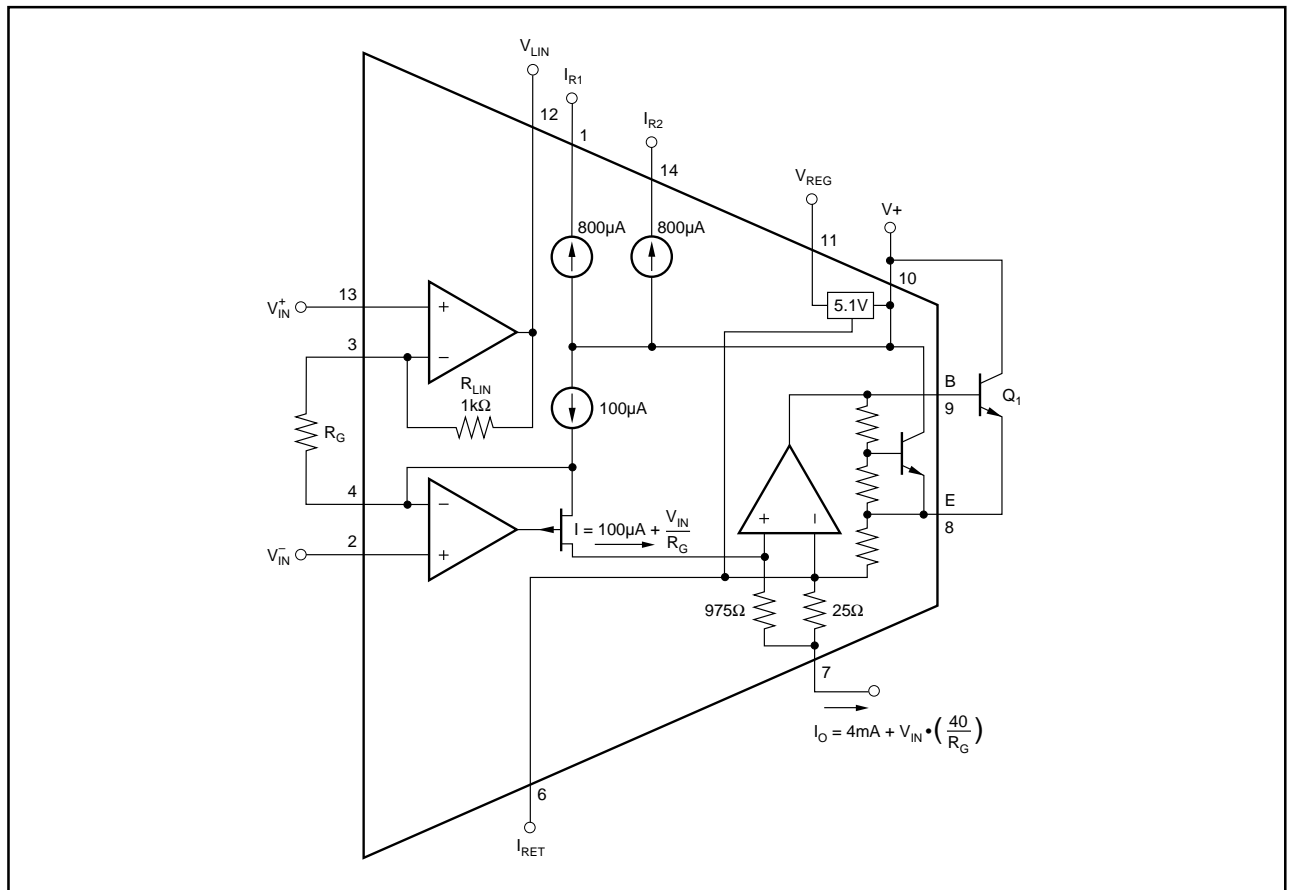 V_LIN
I_R1
12
1
I_R2
14
V_REG
V+
11
10
800µA
800µA
5.1V
V_IN^+
13
+
3
–
R_LIN
1kΩ
100µA
R_G
B
9
Q_1
4
–
V_IN^–
2
+
I = 100µA + V_IN/R_G
+
–
E
8
975Ω
25Ω
7
I_O = 4mA + V_IN • (40/R_G)
6
I_RET